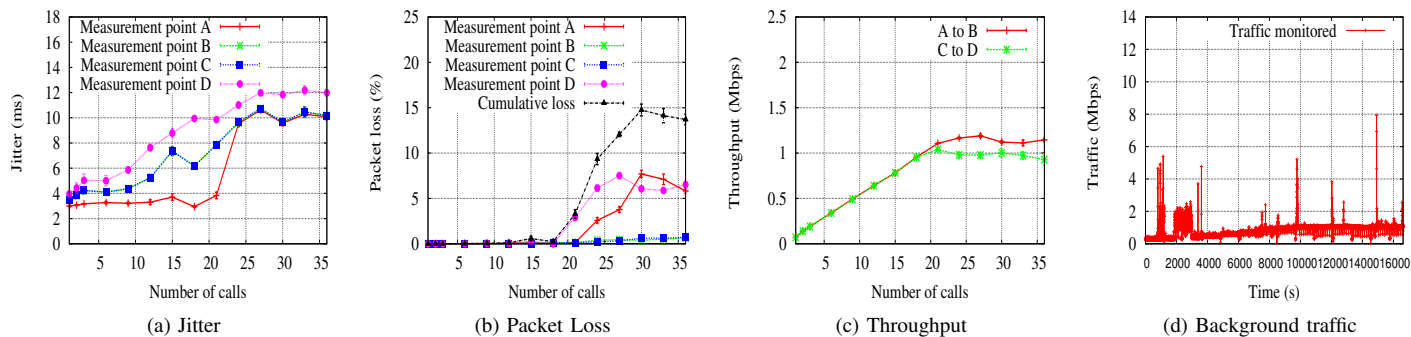 18
16
14
12
10
8
6
4
2
0
Jitter (ms)
Measurement point A
Measurement point B
Measurement point C
Measurement point D
5 10 15 20 25 30 35
Number of calls
(a) Jitter
25
20
15
10
5
0
Packet loss (%)
Measurement point A
Measurement point B
Measurement point C
Measurement point D
Cumulative loss
5 10 15 20 25 30 35
Number of calls
(b) Packet Loss
2.5
2
1.5
1
0.5
0
Throughput (Mbps)
A to B
C to D
5 10 15 20 25 30 35
Number of calls
(c) Throughput
14
12
10
8
6
4
2
0
Traffic (Mbps)
Traffic monitored
0 2000 4000 6000 8000 10000 12000 14000 16000
Time (s)
(d) Background traffic